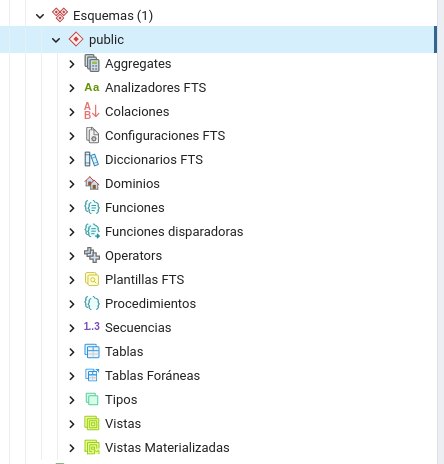 Esquemas (1)
public
Aggregates
Aa Analizadores FTS
AB Colaciones
Configuraciones FTS
Diccionarios FTS
Dominios
Funciones
Funciones disparadoras
Operators
Plantillas FTS
Procedimientos
1..3 Secuencias
Tablas
Tablas Foráneas
Tipos
Vistas
Vistas Materializadas